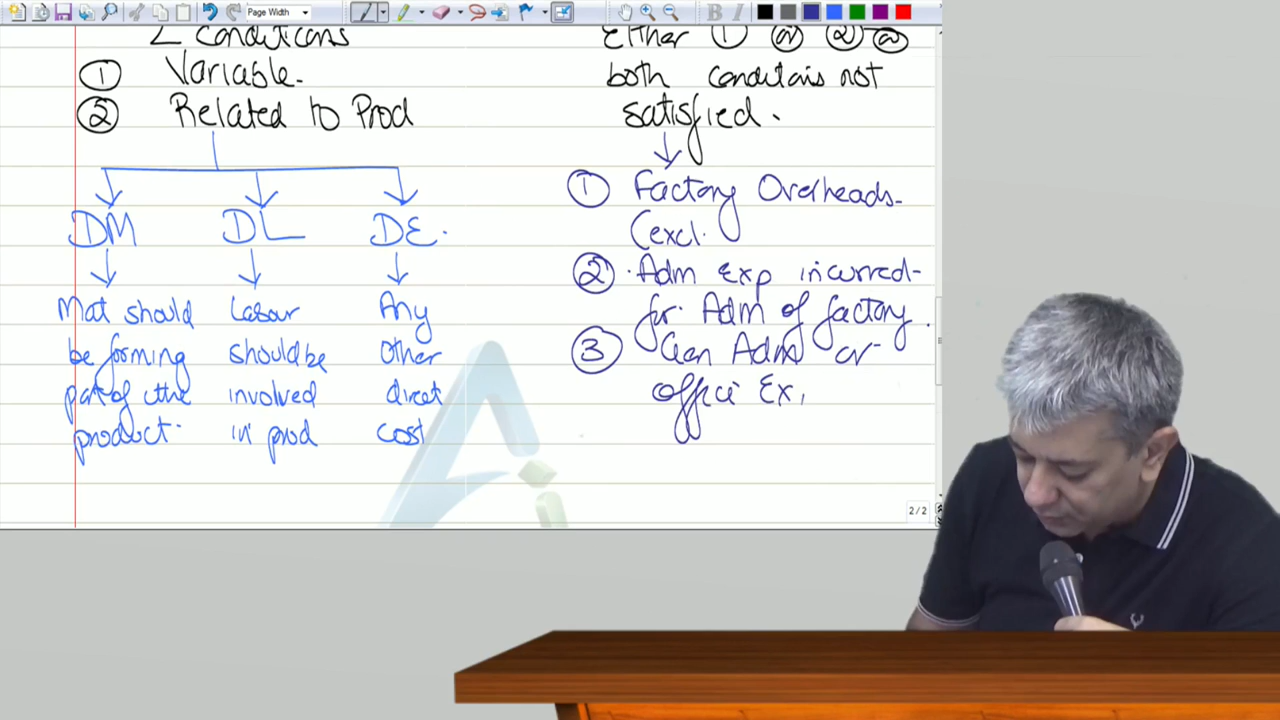 Page Width
B I
2 Conditions
① Variable.
② Related to Prod
DM DL DE.
Mat should
be forming
part of the
product.
Labour
should be
involved
in prod
Any
Other
direct
cost
Either ① or ② or
both conditions not
satisfied.
① Factory Overheads
(excl.
② Adm Exp incurred
for Adm of factory.
③ Gen Adm or
office Ex
2/2